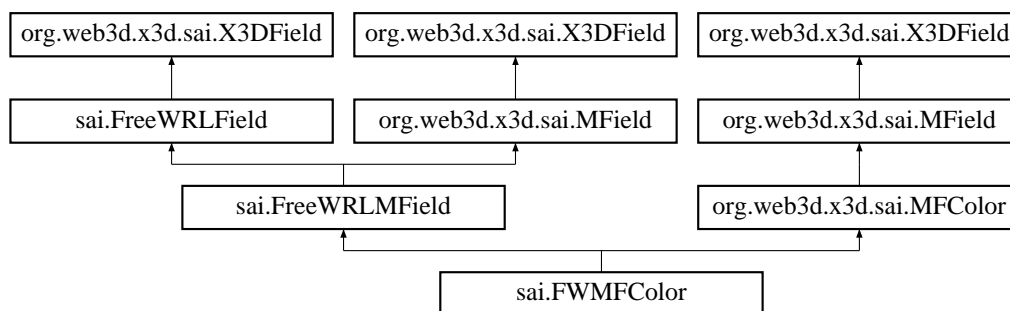 org.web3d.x3d.sai.X3DField
org.web3d.x3d.sai.X3DField
org.web3d.x3d.sai.X3DField
sai.FreeWRLField
org.web3d.x3d.sai.MField
org.web3d.x3d.sai.MField
sai.FreeWRLMField
org.web3d.x3d.sai.MFColor
sai.FWMFColor